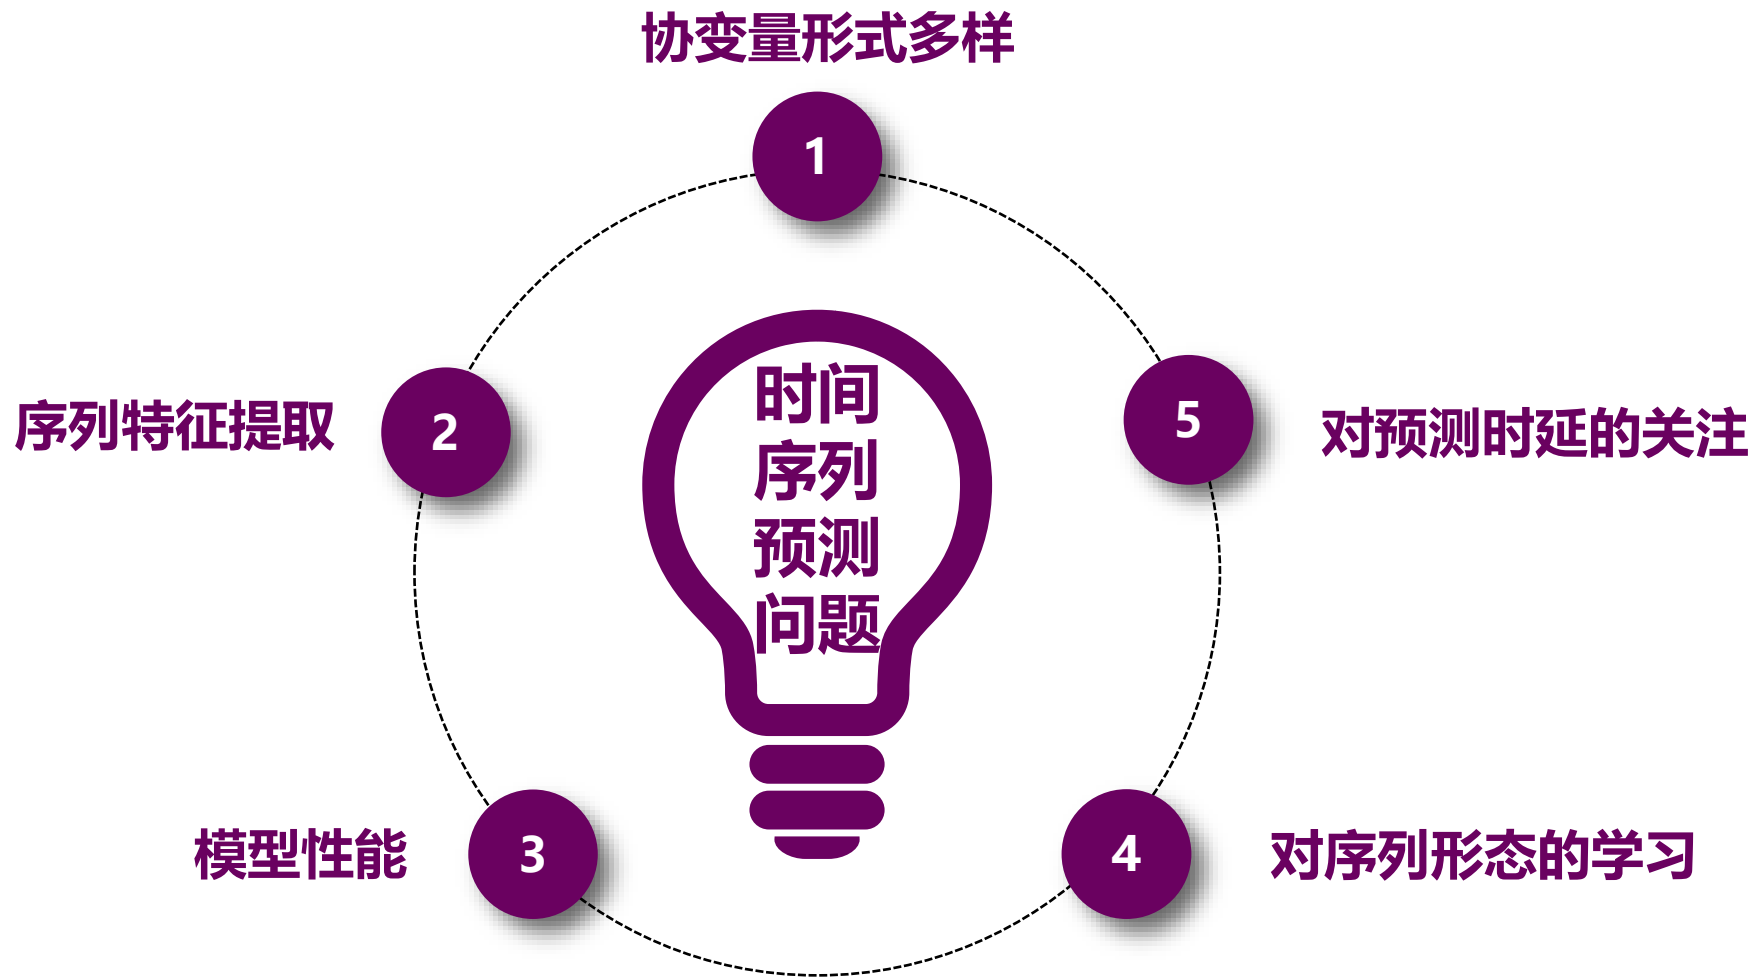 协变量形式多样
1
时间
序列
预测
问题
序列特征提取
2
5
对预测时延的关注
模型性能
3
4
对序列形态的学习